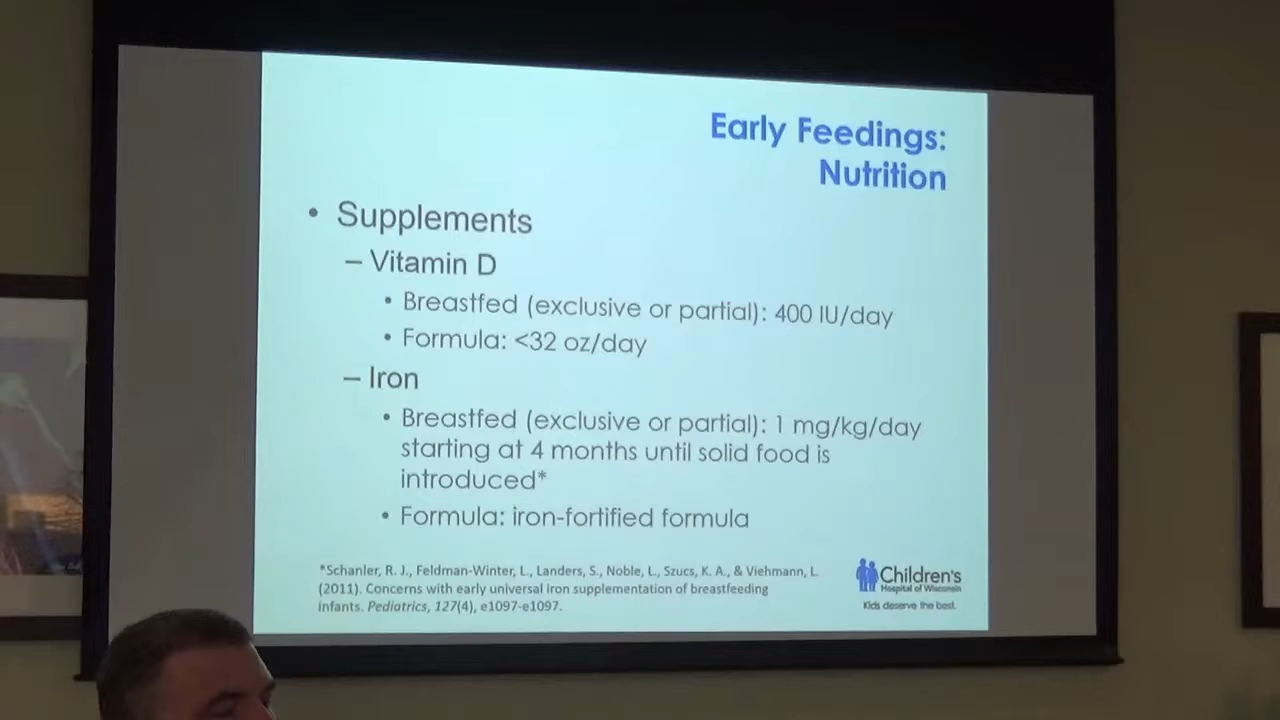 Early Feedings:
Nutrition
• Supplements
– Vitamin D
• Breastfed (exclusive or partial): 400 IU/day
• Formula: <32 oz/day
– Iron
• Breastfed (exclusive or partial): 1 mg/kg/day
starting at 4 months until solid food is
introduced*
• Formula: iron-fortified formula
*Schanler, R. J., Feldman-Winter, L., Landers, S., Noble, L., Szucs, K. A., & Viehmann, L.
(2011). Concerns with early universal iron supplementation of breastfeeding
infants. Pediatrics, 127(4), e1097-e1097.
Children's
Hospital of Wisconsin
Kids deserve the best.